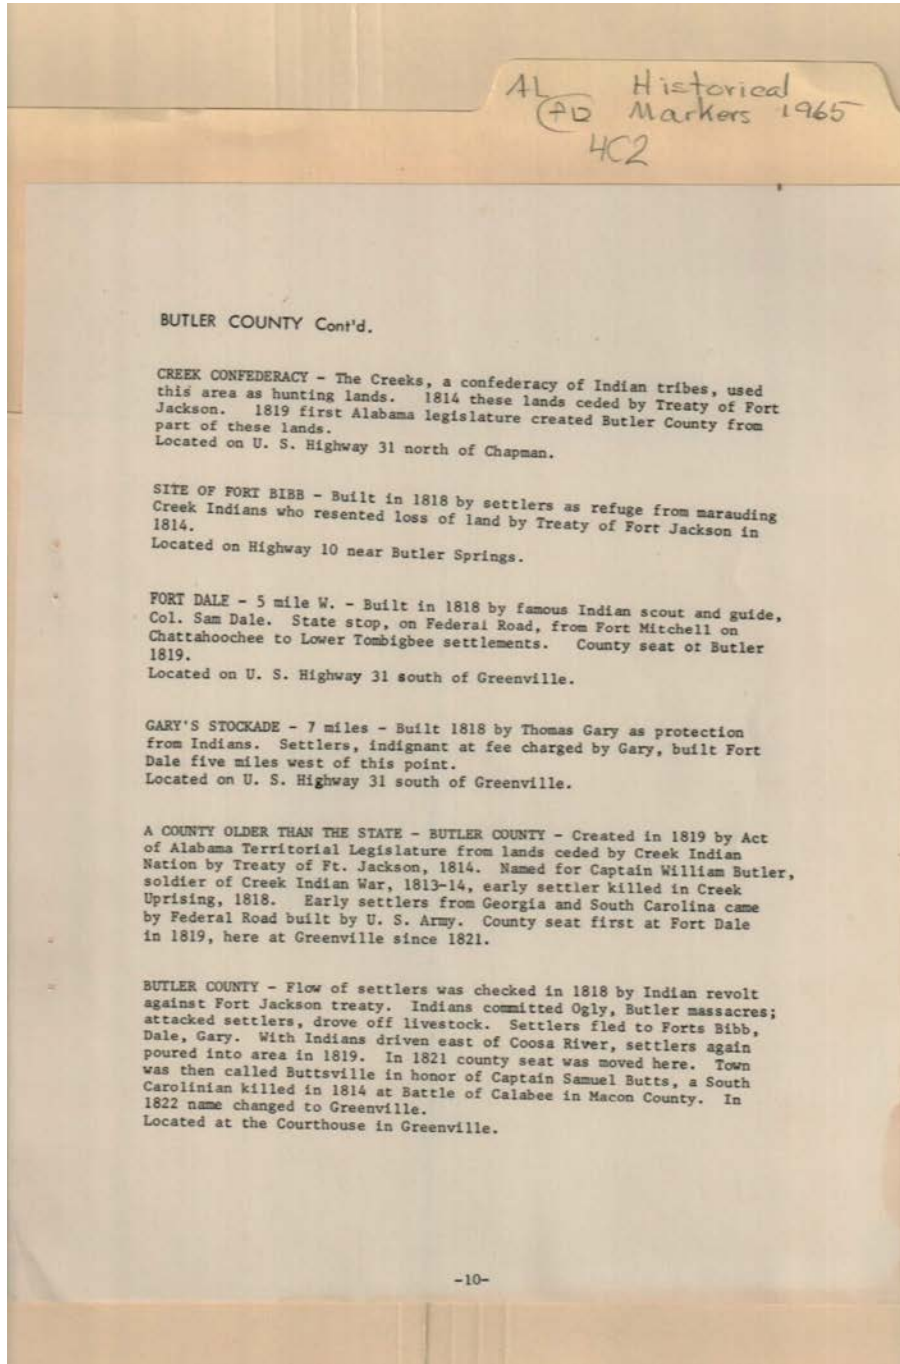 AL Historical
AD Markers 1965
4C2
BUTLER COUNTY Cont'd.
CREEK CONFEDERACY - The Creeks, a confederacy of Indian tribes, used
this area as hunting lands. 1814 these lands ceded by Treaty of Fort
Jackson. 1819 first Alabama legislature created Butler County from
part of these lands.
Located on U. S. Highway 31 north of Chapman.
SITE OF FORT BIBB - Built in 1818 by settlers as refuge from marauding
Creek Indians who resented loss of land by Treaty of Fort Jackson in
1814.
Located on Highway 10 near Butler Springs.
FORT DALE - 5 mile W. - Built in 1818 by famous Indian scout and guide,
Col. Sam Dale. State stop, on Federal Road, from Fort Mitchell on
Chattahoochee to Lower Tombigbee settlements. County seat of Butler
1819.
Located on U. S. Highway 31 south of Greenville.
GARY'S STOCKADE - 7 miles - Built 1818 by Thomas Gary as protection
from Indians. Settlers, indignant at fee charged by Gary, built Fort
Dale five miles west of this point.
Located on U. S. Highway 31 south of Greenville.
A COUNTY OLDER THAN THE STATE - BUTLER COUNTY - Created in 1819 by Act
of Alabama Territorial Legislature from lands ceded by Creek Indian
Nation by Treaty of Ft. Jackson, 1814. Named for Captain William Butler,
soldier of Creek Indian War, 1813-14, early settler killed in Creek
Uprising, 1818. Early settlers from Georgia and South Carolina came
by Federal Road built by U. S. Army. County seat first at Fort Dale
in 1819, here at Greenville since 1821.
BUTLER COUNTY - Flow of settlers was checked in 1818 by Indian revolt
against Fort Jackson treaty. Indians committed Ogly, Butler massacres;
attacked settlers, drove off livestock. Settlers fled to Forts Bibb,
Dale, Gary. With Indians driven east of Coosa River, settlers again
poured into area in 1819. In 1821 county seat was moved here. Town
was then called Buttsville in honor of Captain Samuel Butts, a South
Carolinian killed in 1814 at Battle of Calabee in Macon County. In
1822 name changed to Greenville.
Located at the Courthouse in Greenville.
-10-